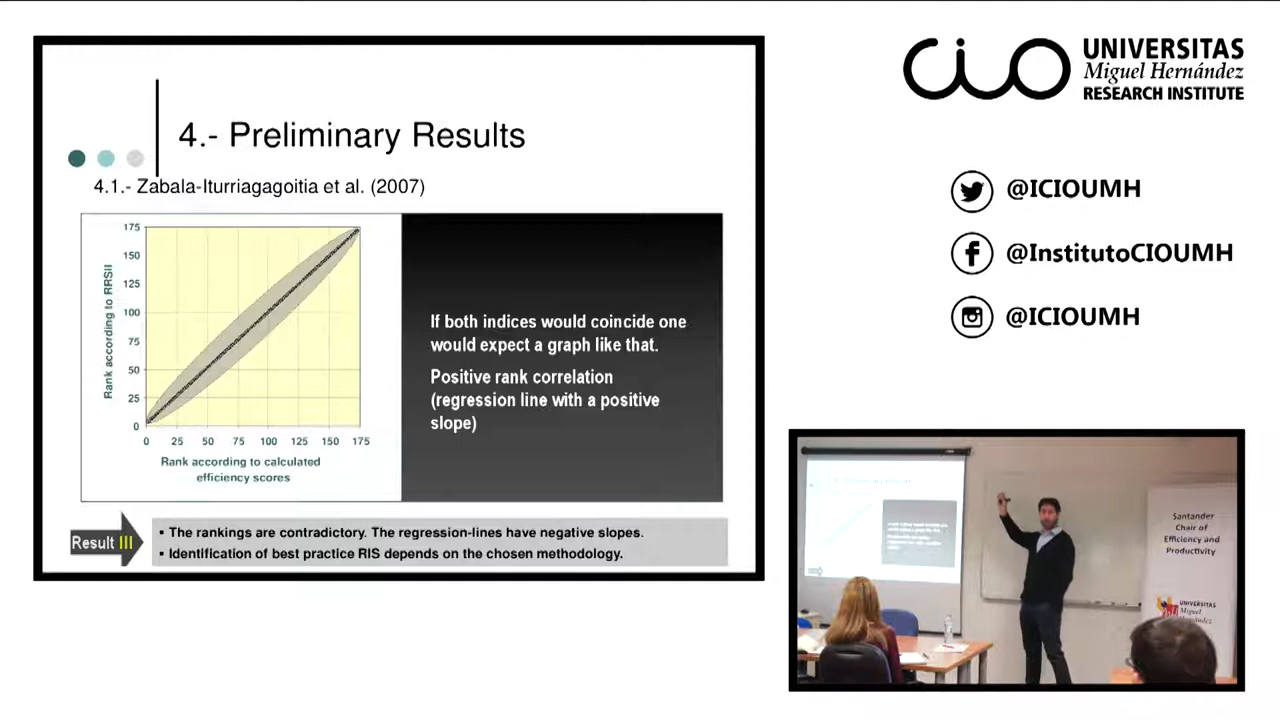 4.- Preliminary Results
4.1.- Zabala-Iturriagagoitia et al. (2007)
Rank according to RRSII
175
150
125
100
75
50
25
0
0 25 50 75 100 125 150 175
Rank according to calculated
efficiency scores
If both indices would coincide one
would expect a graph like that.
Positive rank correlation
(regression line with a positive
slope)
Result III
▪ The rankings are contradictory. The regression-lines have negative slopes.
▪ Identification of best practice RIS depends on the chosen methodology.
cio
UNIVERSITAS
Miguel Hernández
RESEARCH INSTITUTE
@ICIOUMH
@InstitutoCIOUMH
@ICIOUMH
Santander
Chair of
Efficiency and
Productivity
UNIVERSITAS
Miguel
Hernández